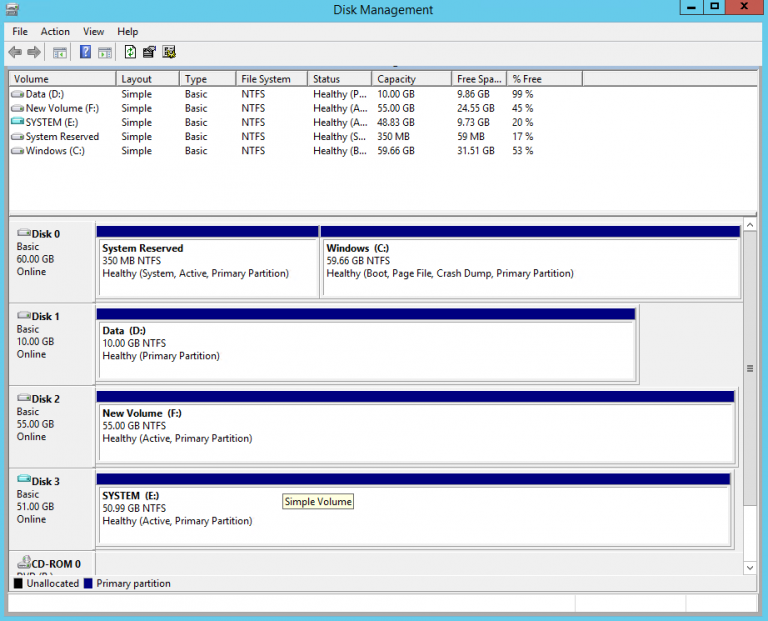 Disk Management
File Action View Help
Volume Layout Type File System Status Capacity Free Spa... % Free
Data (D:) Simple Basic NTFS Healthy (P... 10.00 GB 9.86 GB 99 %
New Volume (F:) Simple Basic NTFS Healthy (A... 55.00 GB 24.55 GB 45 %
SYSTEM (E:) Simple Basic NTFS Healthy (A... 48.83 GB 9.73 GB 20 %
System Reserved Simple Basic NTFS Healthy (S... 350 MB 59 MB 17 %
Windows (C:) Simple Basic NTFS Healthy (B... 59.66 GB 31.51 GB 53 %
Disk 0
Basic
60.00 GB
Online
System Reserved
350 MB NTFS
Healthy (System, Active, Primary Partition)
Windows (C:)
59.66 GB NTFS
Healthy (Boot, Page File, Crash Dump, Primary Partition)
Disk 1
Basic
10.00 GB
Online
Data (D:)
10.00 GB NTFS
Healthy (Primary Partition)
Disk 2
Basic
55.00 GB
Online
New Volume (F:)
55.00 GB NTFS
Healthy (Active, Primary Partition)
Disk 3
Basic
51.00 GB
Online
SYSTEM (E:)
50.99 GB NTFS
Healthy (Active, Primary Partition)
Simple Volume
CD-ROM 0
Unallocated Primary partition